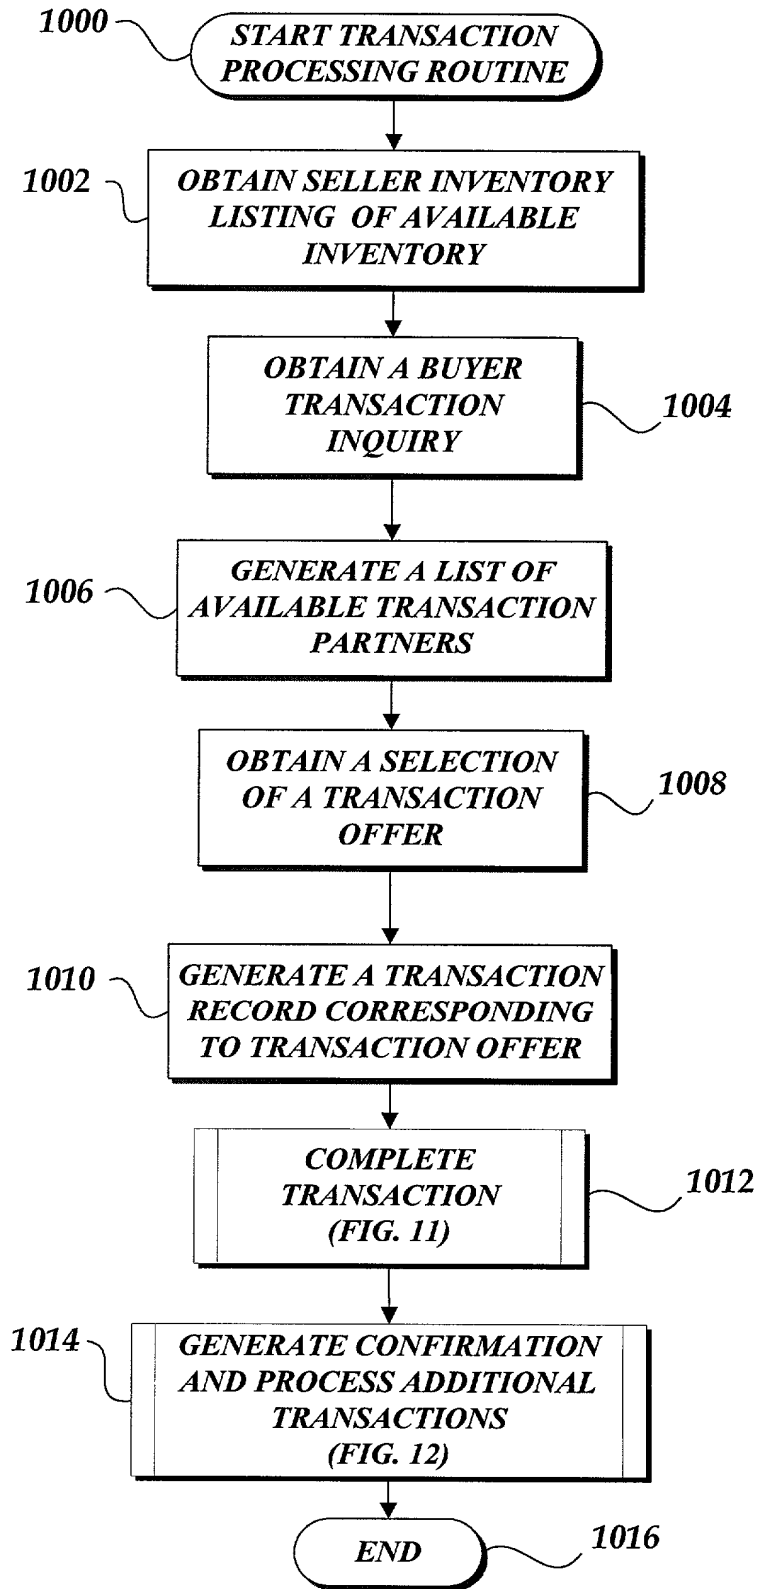 1000
START TRANSACTION
PROCESSING ROUTINE
1002
OBTAIN SELLER INVENTORY
LISTING OF AVAILABLE
INVENTORY
OBTAIN A BUYER
TRANSACTION
INQUIRY
1004
1006
GENERATE A LIST OF
AVAILABLE TRANSACTION
PARTNERS
OBTAIN A SELECTION
OF A TRANSACTION
OFFER
1008
1010
GENERATE A TRANSACTION
RECORD CORRESPONDING
TO TRANSACTION OFFER
COMPLETE
TRANSACTION
(FIG. 11)
1012
1014
GENERATE CONFIRMATION
AND PROCESS ADDITIONAL
TRANSACTIONS
(FIG. 12)
END
1016